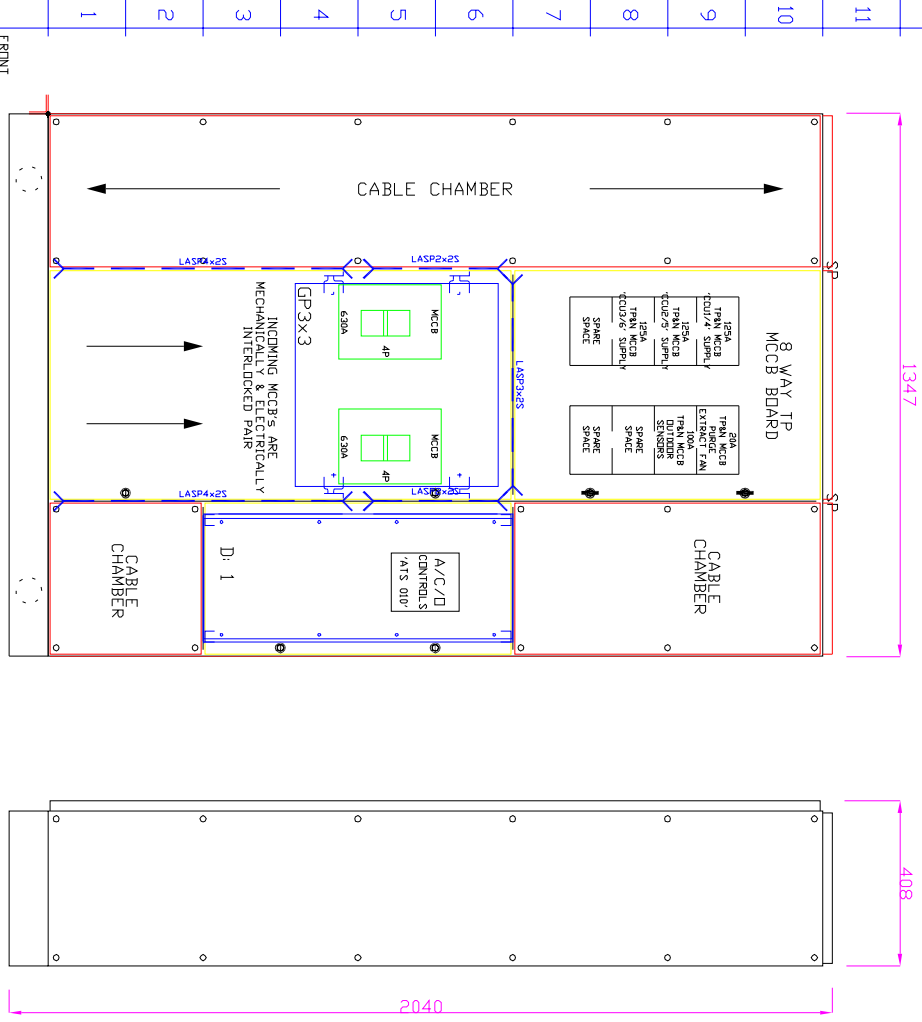 1
2
3
4
5
6
7
8
9
10
11
FRONT
CABLE CHAMBER
SP
LASP4x2S
LASP2x2S
1347
8 WAY TP
MCCB BOARD
125A
TP&N MCCB
'CCU1/4' SUPPLY
125A
TP&N MCCB
'CCU2/5' SUPPLY
125A
TP&N MCCB
'CCU3/6' SUPPLY
SPARE
SPACE
20A
TP&N MCCB
PURGE
EXTRACT FAN
100A
TP&N MCCB
OUTDOOR
SENSORS
SPARE
SPACE
SPARE
SPACE
LASP3x2S
GP3x3
MCCB
4P
630A
MCCB
4P
630A
INCOMING MCCB's ARE
MECHANICALLY & ELECTRICALLY
INTERLOCKED PAIR
SP
LASP4x2S
CABLE
CHAMBER
A/C/O
CONTROLS
'ATS 010'
D: 1
CABLE
CHAMBER
408
2040